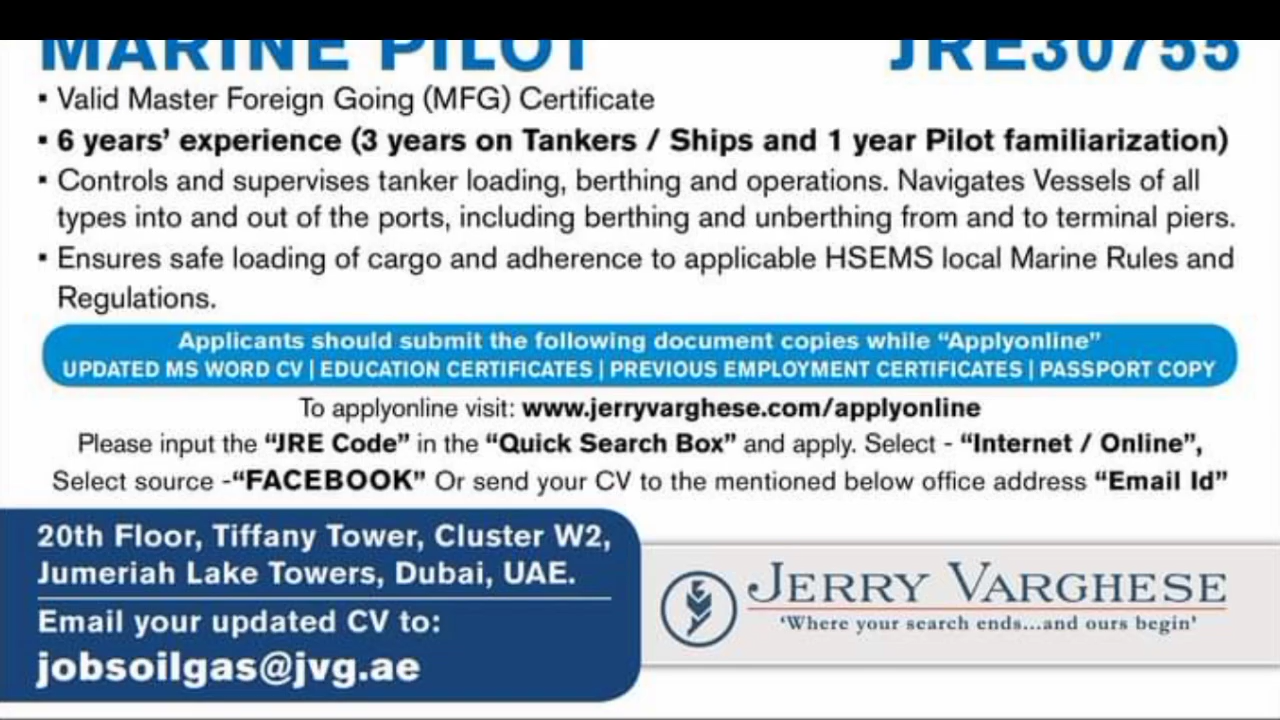 MARINE PILOT JRE30755
▪ Valid Master Foreign Going (MFG) Certificate
▪ 6 years’ experience (3 years on Tankers / Ships and 1 year Pilot familiarization)
▪ Controls and supervises tanker loading, berthing and operations. Navigates Vessels of all
types into and out of the ports, including berthing and unberthing from and to terminal piers.
▪ Ensures safe loading of cargo and adherence to applicable HSEMS local Marine Rules and
Regulations.
Applicants should submit the following document copies while “Applyonline”
UPDATED MS WORD CV | EDUCATION CERTIFICATES | PREVIOUS EMPLOYMENT CERTIFICATES | PASSPORT COPY
To applyonline visit: www.jerryvarghese.com/applyonline
Please input the “JRE Code” in the “Quick Search Box” and apply. Select - “Internet / Online”,
Select source -“FACEBOOK” Or send your CV to the mentioned below office address “Email Id”
20th Floor, Tiffany Tower, Cluster W2,
Jumeriah Lake Towers, Dubai, UAE.
Email your updated CV to:
jobsoilgas@jvg.ae
JERRY VARGHESE
‘Where your search ends...and ours begin’